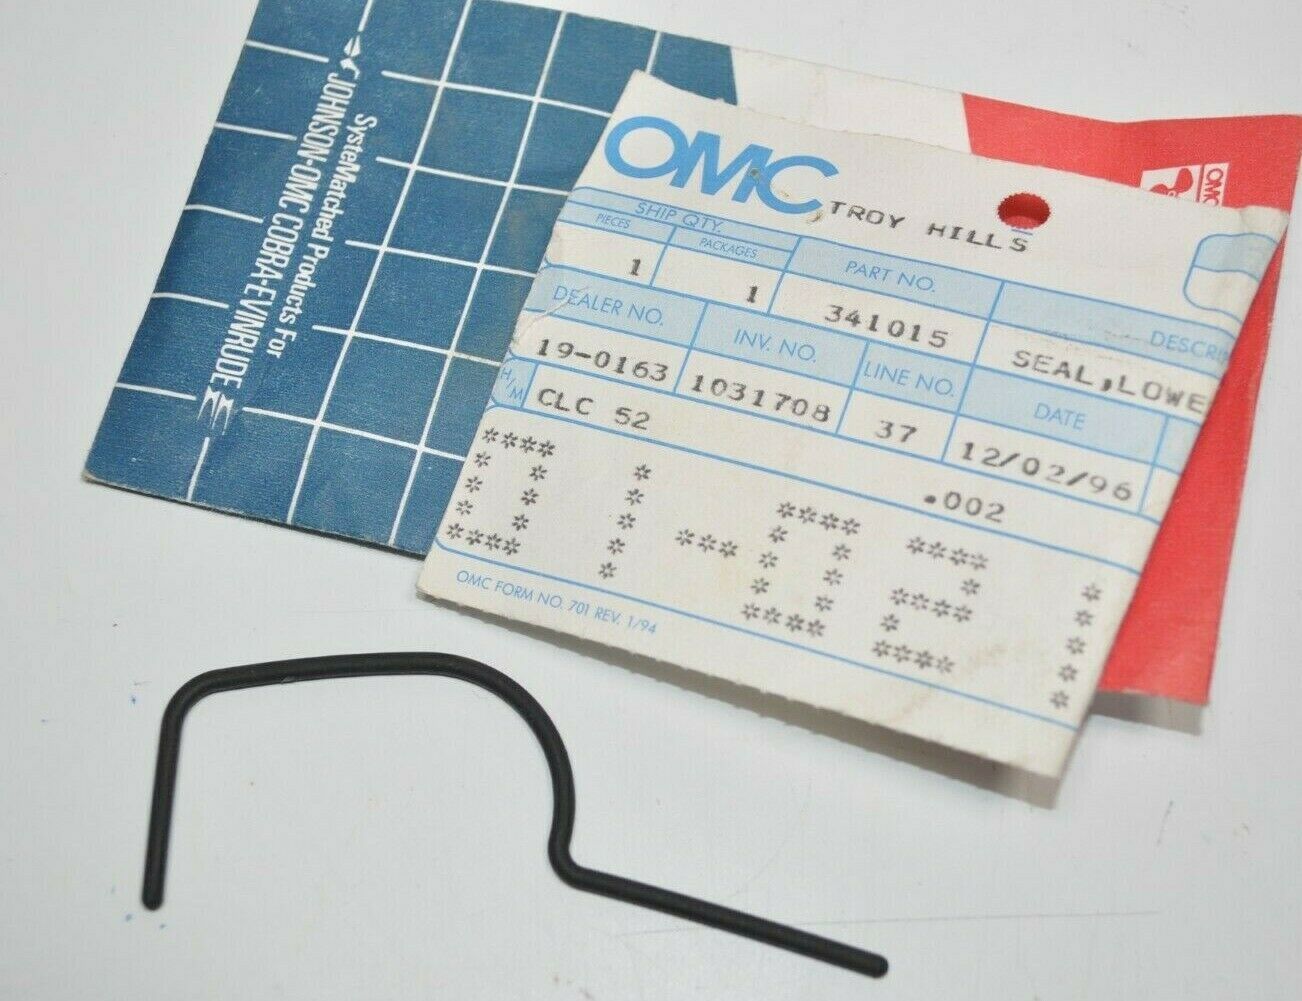 SysteMatched Products For
JOHNSON-OMC COBRA-EVINRUDE
OMC
OMC TROY HILLS
SHIP QTY.
PIECES PACKAGES PART NO.
1 1 341015 SEAL,LOWE
DEALER NO. INV. NO. LINE NO. DATE
19-0163 1031708 37 12/02/96
H/M CLC 52
.002
OMC FORM NO. 701 REV. 1/94